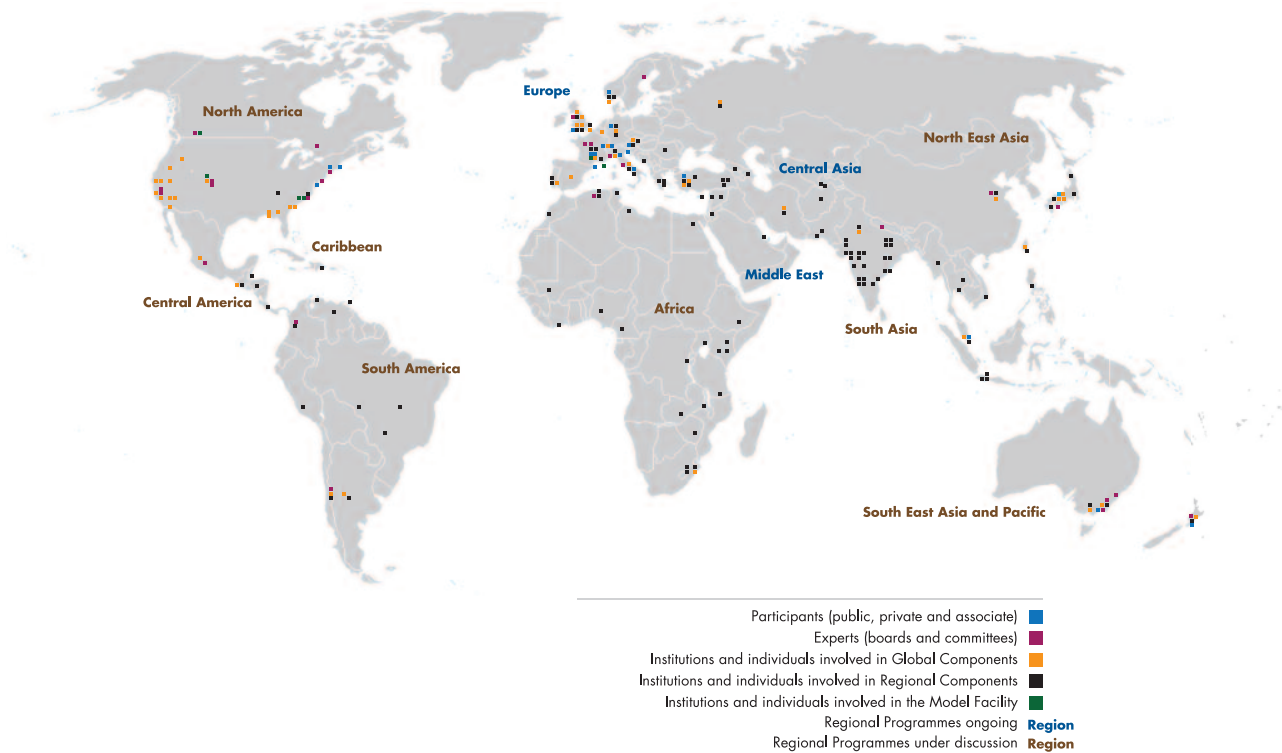 Europe
North America
North East Asia
Central Asia
Caribbean
Middle East
Central America
Africa
South Asia
South America
South East Asia and Pacific
Participants (public, private and associate)
Experts (boards and committees)
Institutions and individuals involved in Global Components
Institutions and individuals involved in Regional Components
Institutions and individuals involved in the Model Facility
Regional Programmes ongoing Region
Regional Programmes under discussion Region